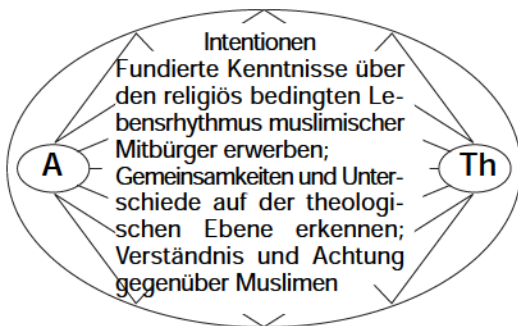 Intentionen
Fundierte Kenntnisse über
den religiös bedingten Le-
bensrhythmus muslimischer
Mitbürger erwerben;
A
Th
Gemeinsamkeiten und Unter-
schiede auf der theologi-
schen Ebene erkennen;
Verständnis und Achtung
gegenüber Muslimen